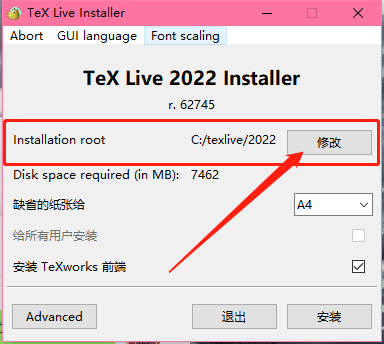 TeX Live Installer
Abort GUI language Font scaling
TeX Live 2022 Installer
r. 62745
Installation root C:/texlive/2022 修改
Disk space required (in MB): 7462
缺省的纸张给 A4
给所有用户安装
安装 TeXworks 前端
Advanced 退出 安装